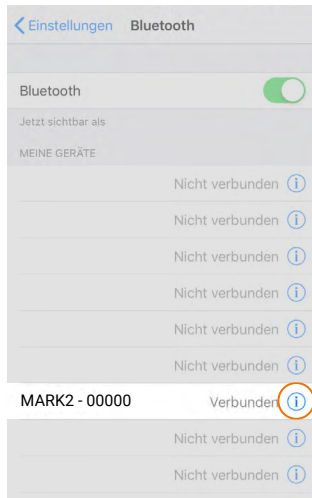 Einstellungen Bluetooth
Bluetooth
Jetzt sichtbar als
MEINE GERÄTE
Nicht verbunden
Nicht verbunden
Nicht verbunden
Nicht verbunden
Nicht verbunden
Nicht verbunden
MARK2 - 00000 Verbunden
Nicht verbunden
Nicht verbunden